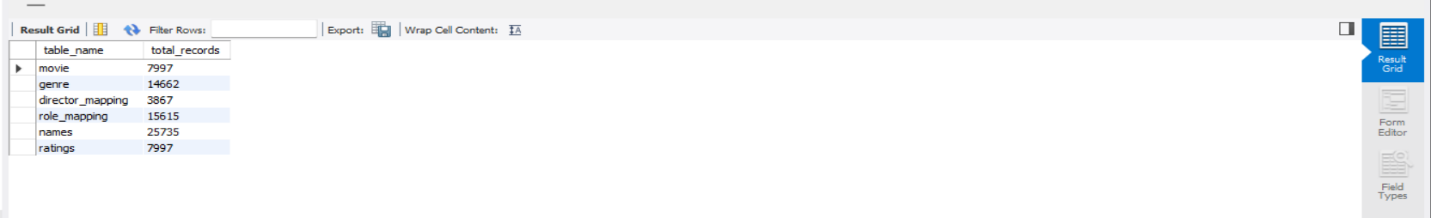 Result Grid Filter Rows: Export: Wrap Cell Content:
table_name total_records
movie 7997
genre 14662
director_mapping 3867
role_mapping 15615
names 25735
ratings 7997
Result
Grid
Form
Editor
Field
Types